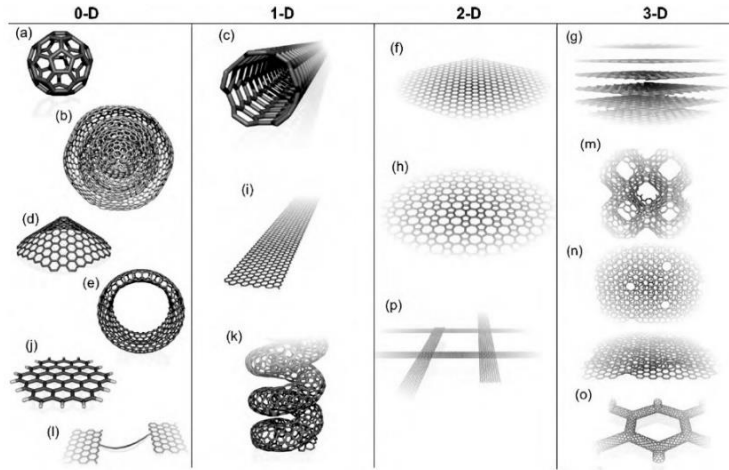 0-D 1-D 2-D 3-D
(a)
(b)
(d)
(e)
(j)
(l)
(c)
(i)
(k)
(f)
(h)
(p)
(g)
(m)
(n)
(o)